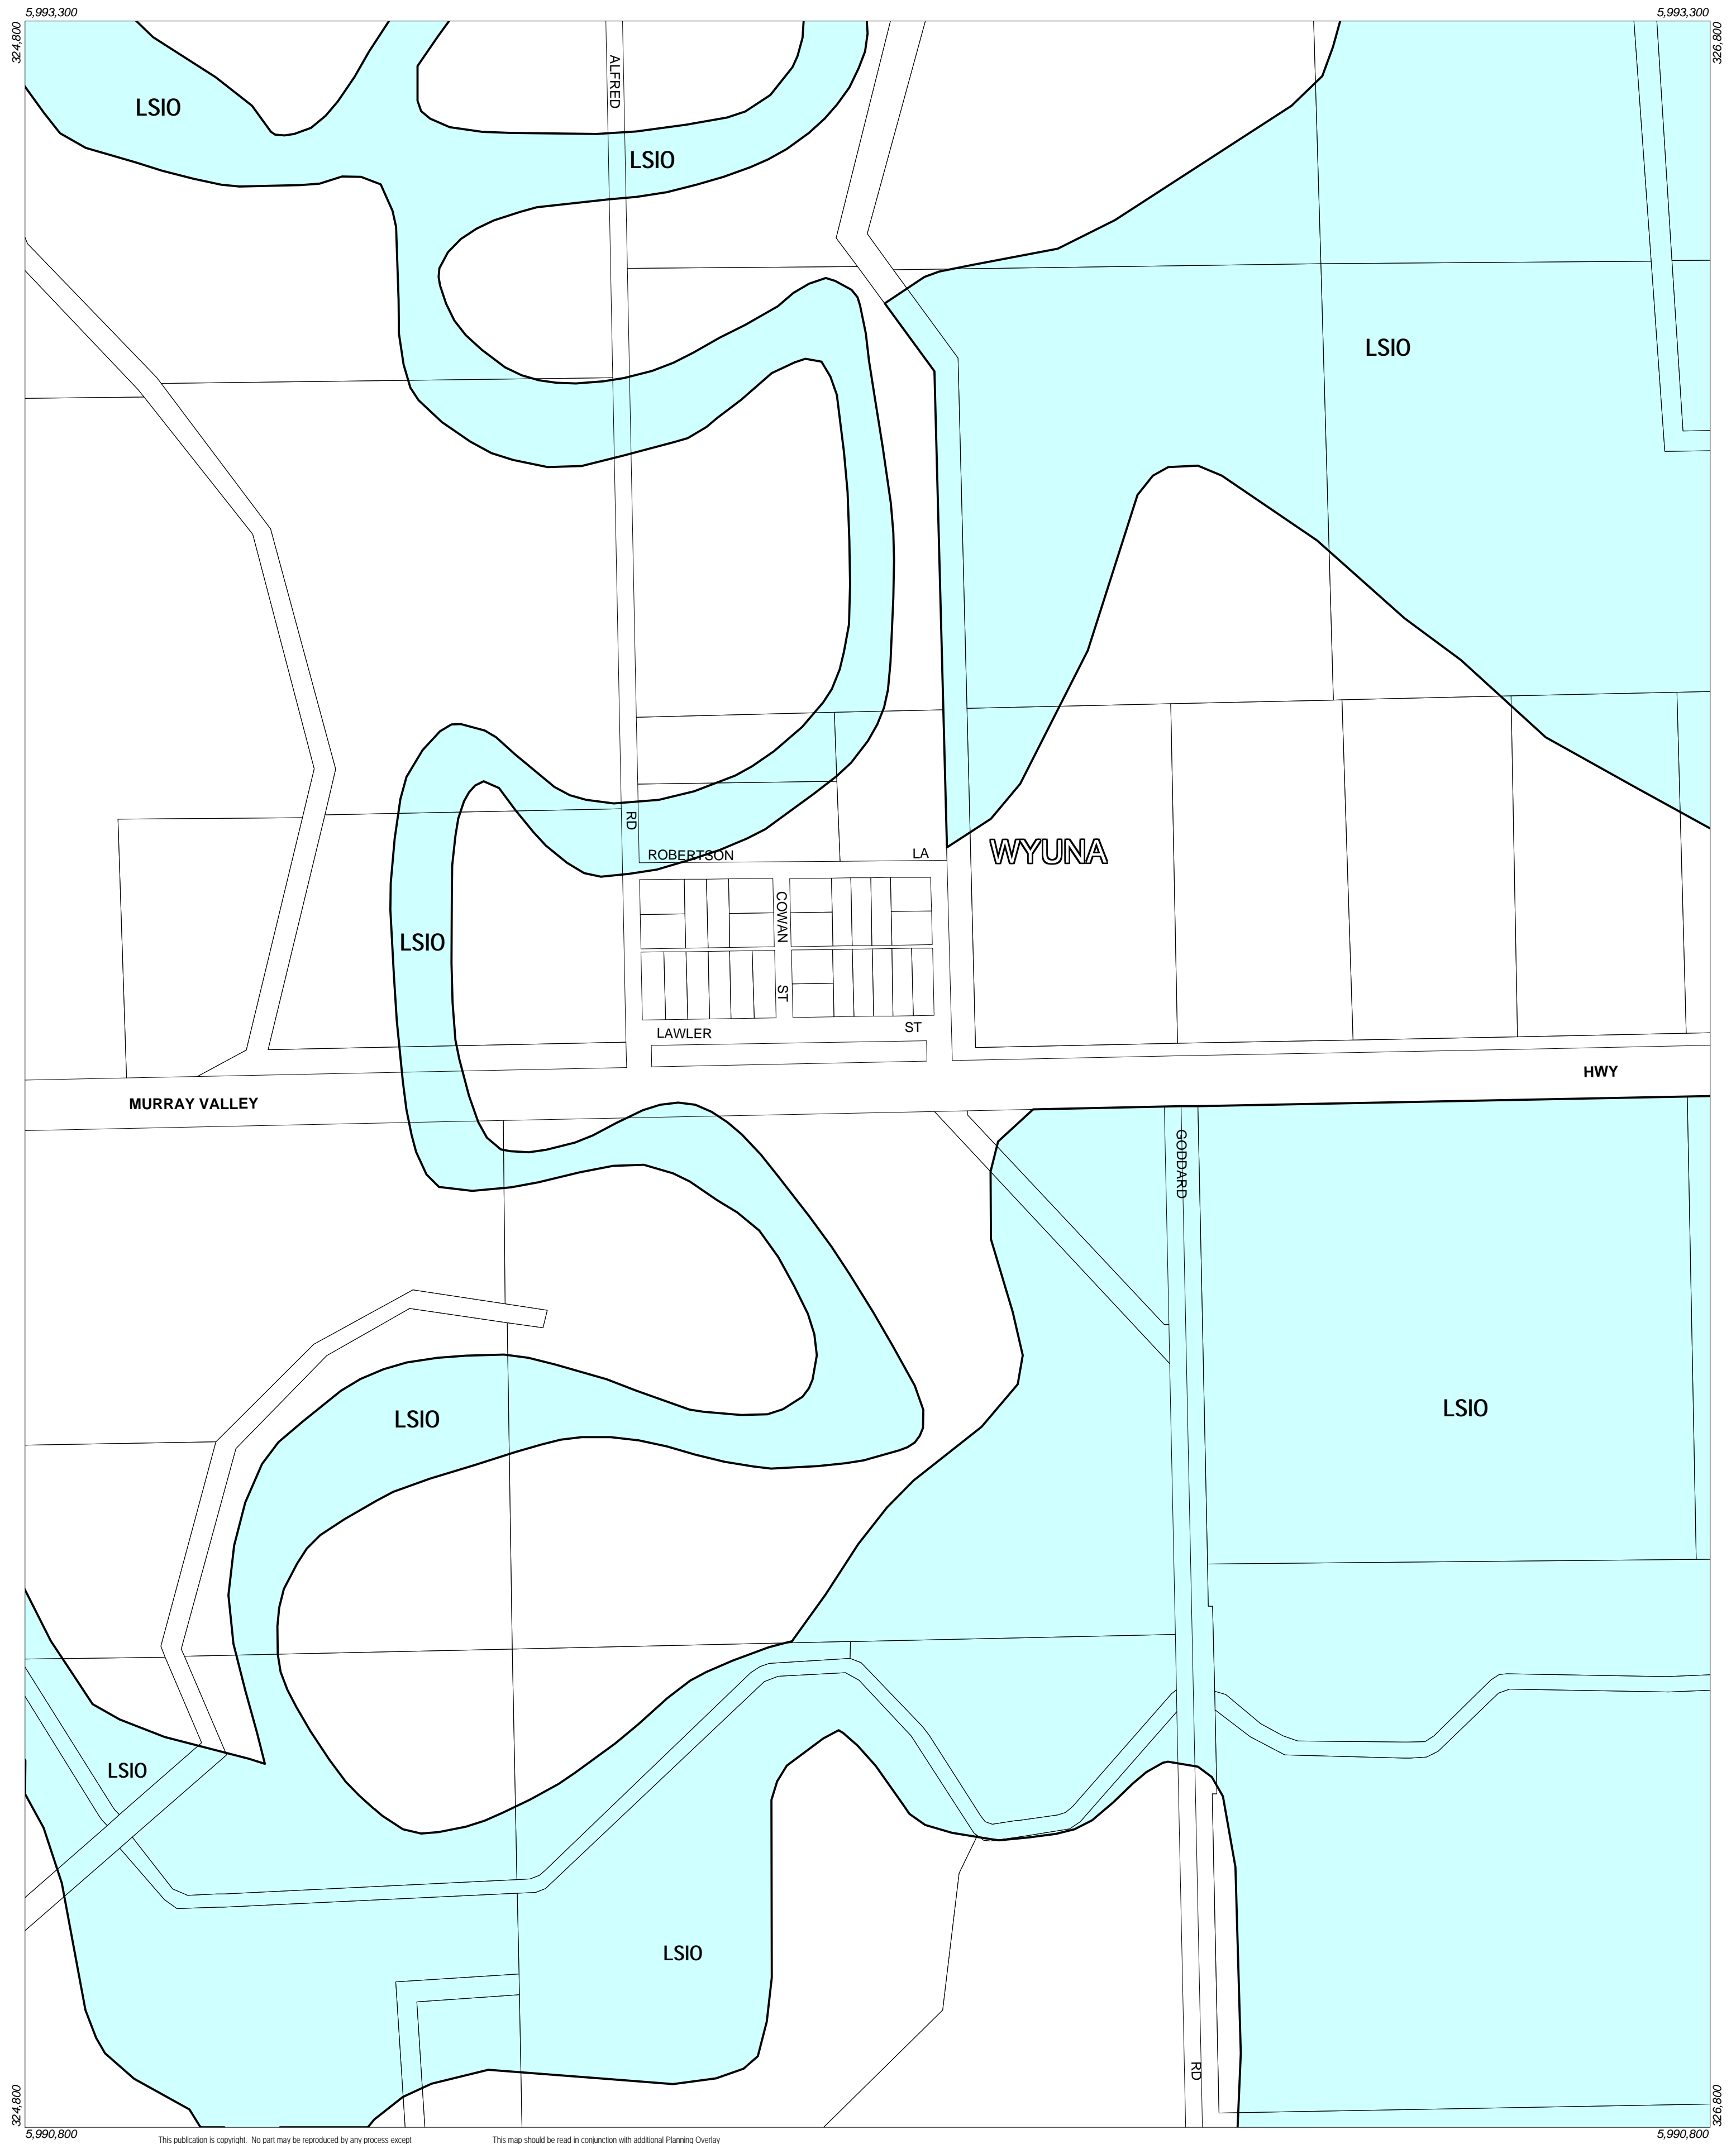 5,993,300
5,993,300
324,800
326,800
ALFRED
LSIO
LSIO
LSIO
RD
ROBERTSON
LA
WYUNA
COWAN
LSIO
ST
LAWLER
ST
HWY
MURRAY VALLEY
GODDARD
LSIO
LSIO
LSIO
LSIO
RD
324,800
326,800
5,990,800
5,990,800
This publication is copyright. No part may be reproduced by any process except
This map should be read in conjunction with additional Planning Overlay